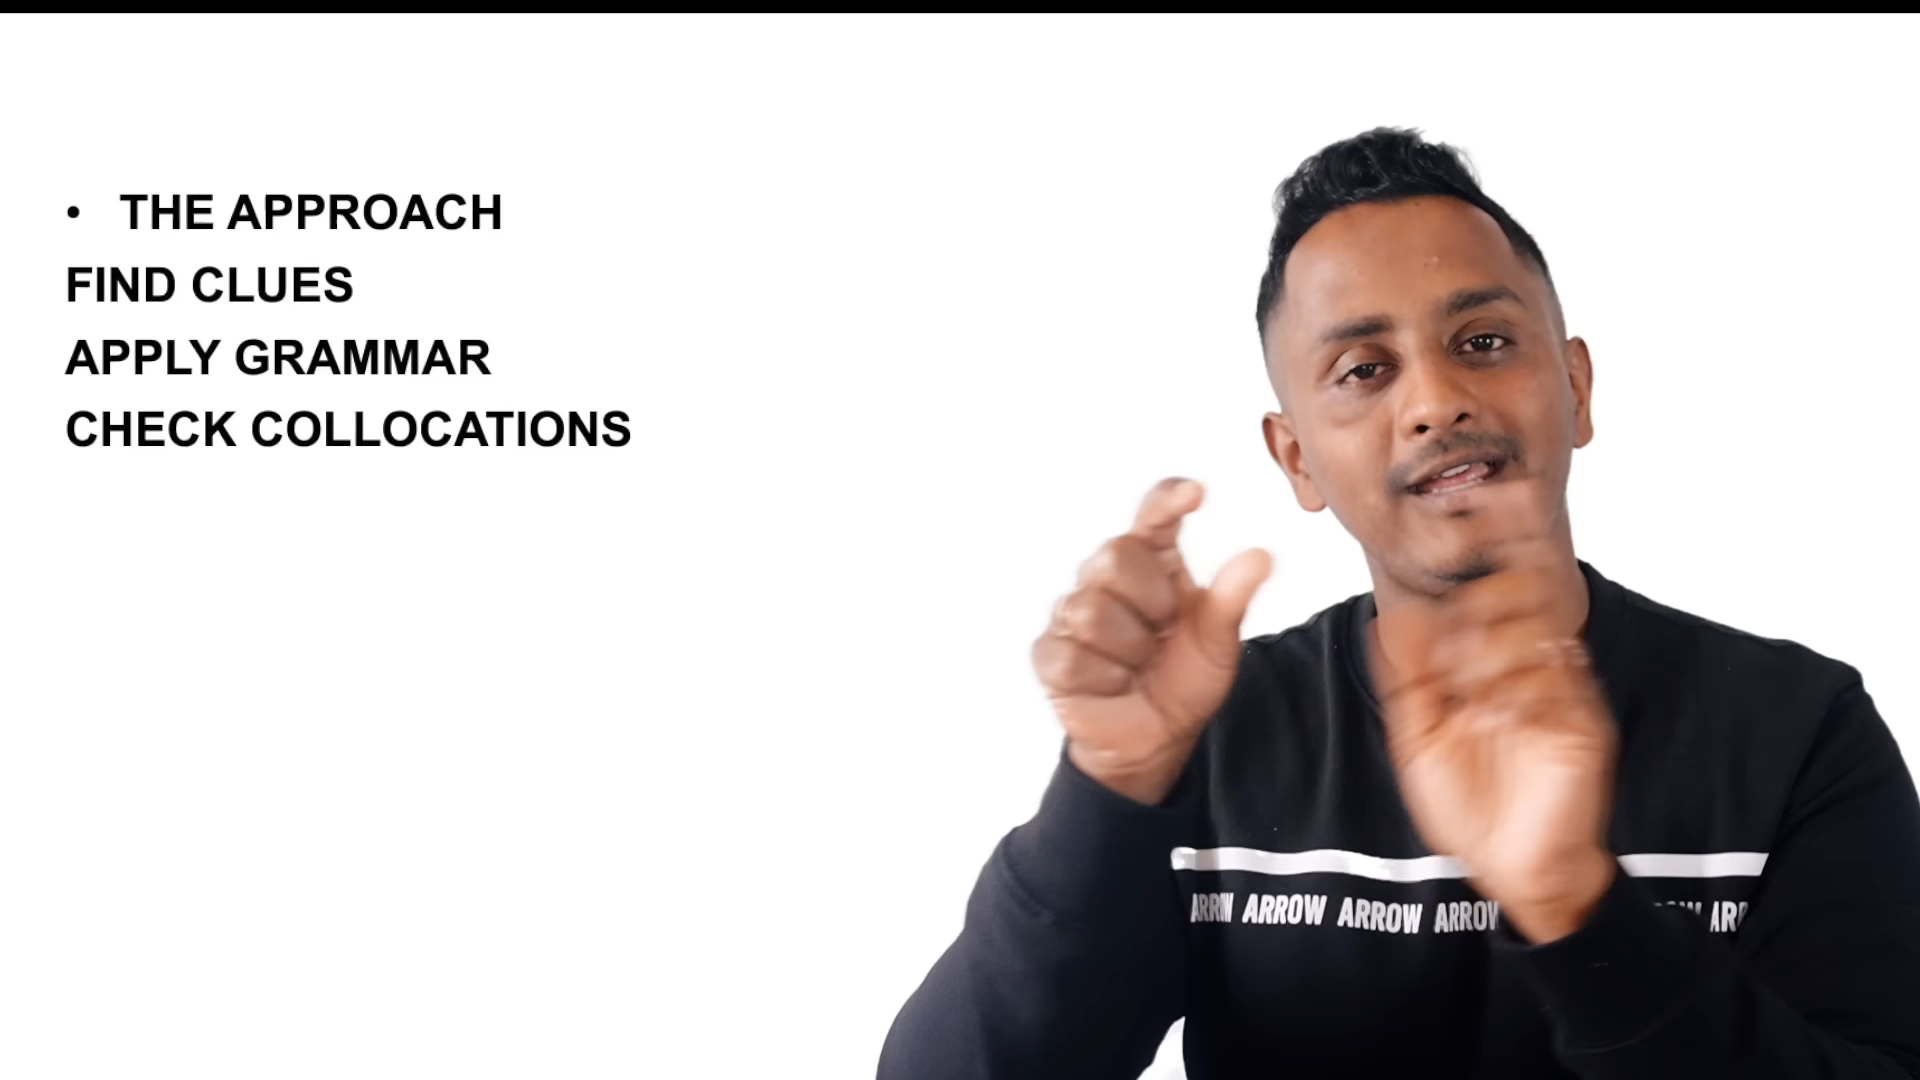 • THE APPROACH
FIND CLUES
APPLY GRAMMAR
CHECK COLLOCATIONS
ARROW ARROW ARROW